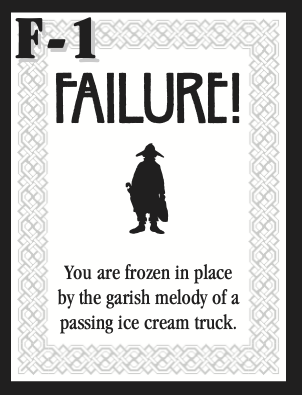 F-1
FAILURE!
You are frozen in place
by the garish melody of a
passing ice cream truck.